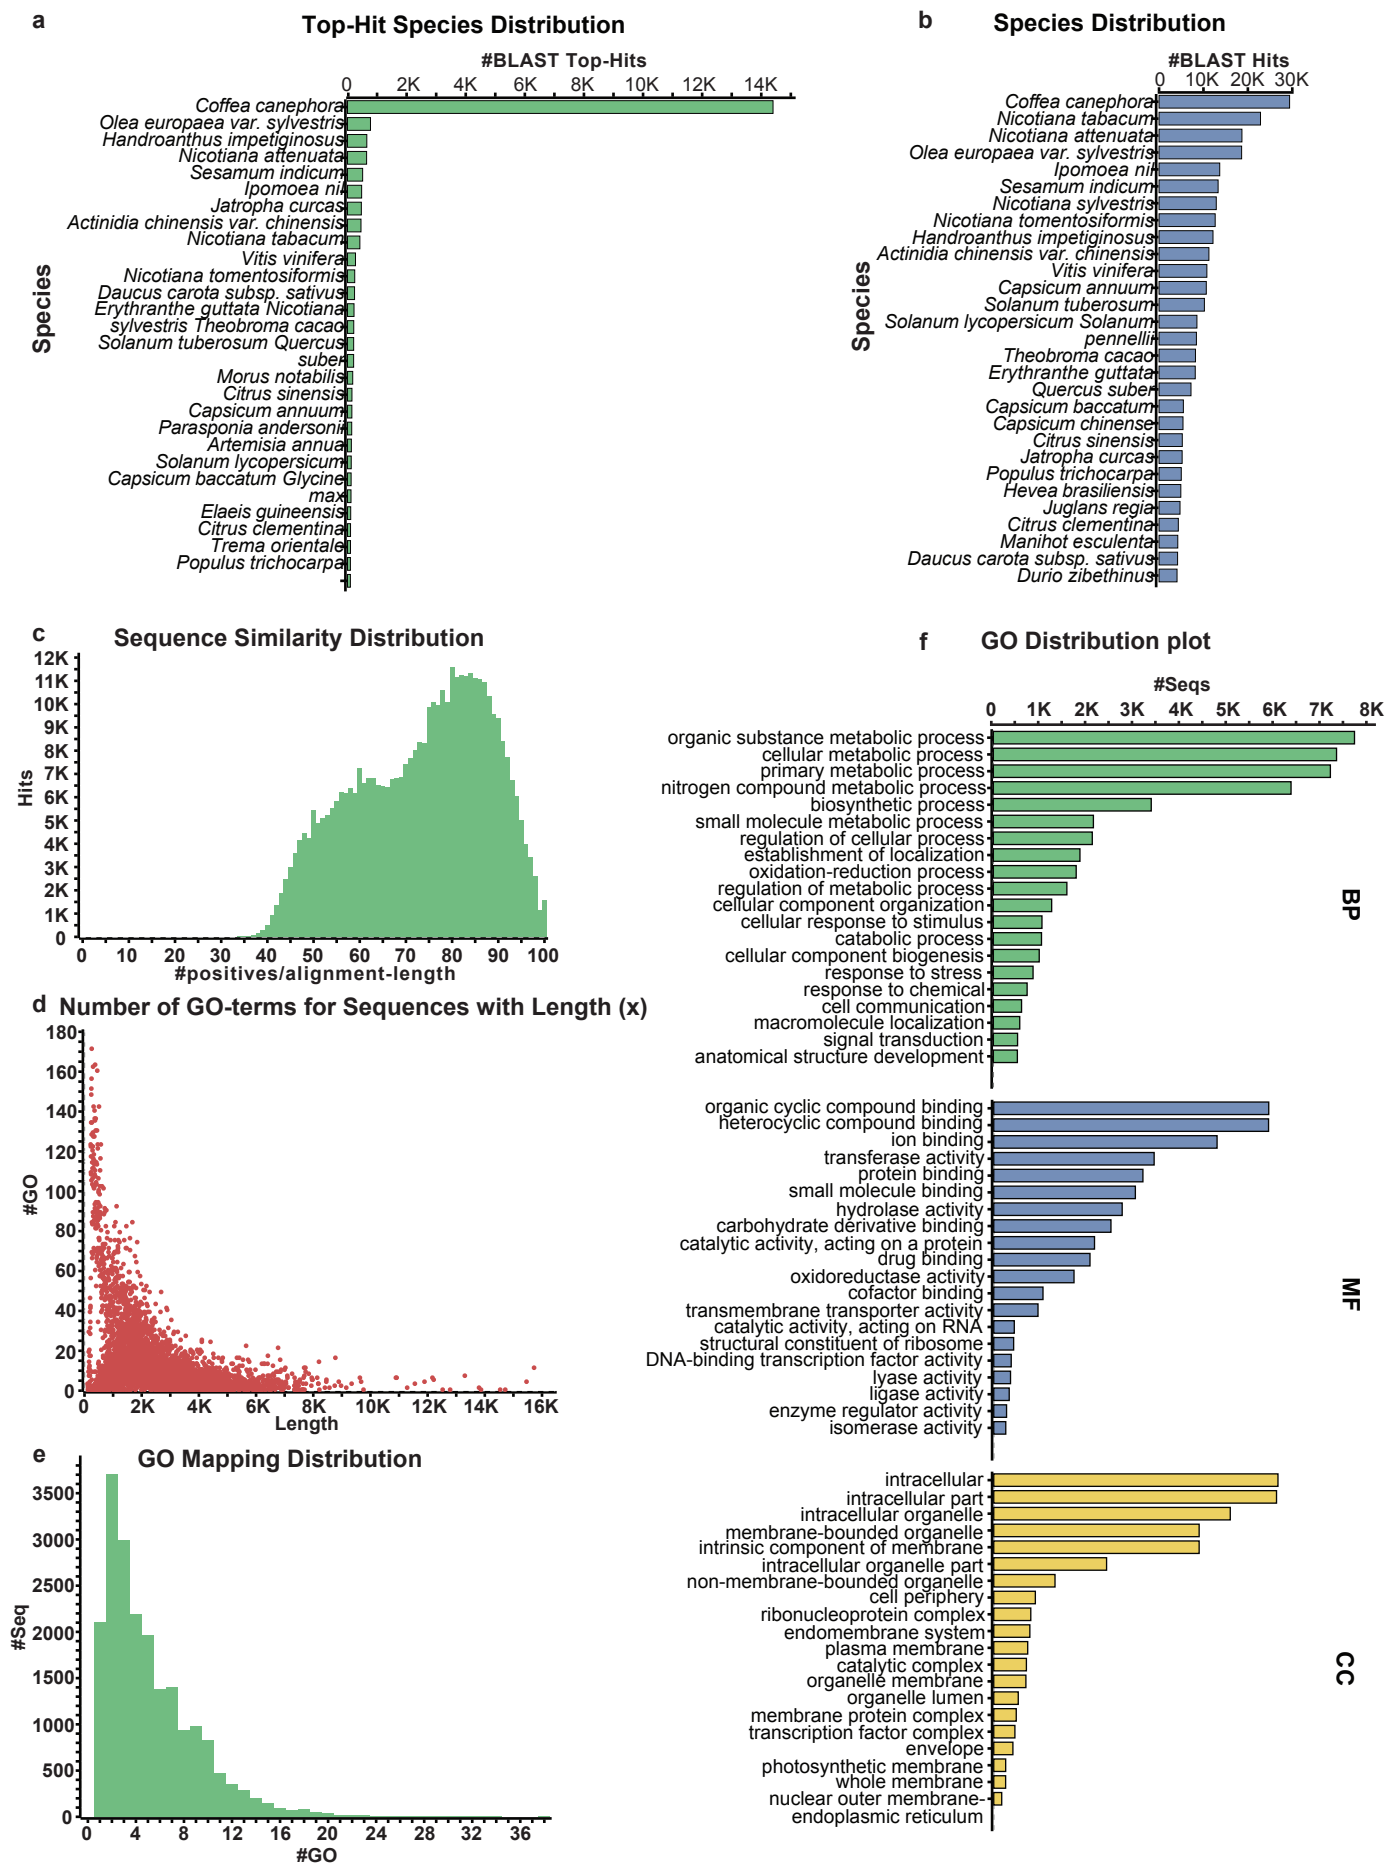 a
Top-Hit Species Distribution
#BLAST Top-Hits
0 2K 4K 6K 8K 10K 12K 14K
Species
Coffea canephora
Olea europaea var. sylvestris
Handroanthus impetiginosus
Nicotiana attenuata
Sesamum indicum
Ipomoea nil
Jatropha curcas
Actinidia chinensis var. chinensis
Nicotiana tabacum
Vitis vinifera
Nicotiana tomentosiformis
Daucus carota subsp. sativus
Erythranthe guttata Nicotiana
sylvestris Theobroma cacao
Solanum tuberosum Quercus
suber
Morus notabilis
Citrus sinensis
Capsicum annuum
Parasponia andersonii
Artemisia annua
Solanum lycopersicum
Capsicum baccatum Glycine
max
Elaeis guineensis
Citrus clementina
Trema orientale
Populus trichocarpa
b
Species Distribution
#BLAST Hits
0 10K 20K 30K
Species
Coffea canephora
Nicotiana tabacum
Nicotiana attenuata
Olea europaea var. sylvestris
Ipomoea nil
Sesamum indicum
Nicotiana sylvestris
Nicotiana tomentosiformis
Handroanthus impetiginosus
Actinidia chinensis var. chinensis
Vitis vinifera
Capsicum annuum
Solanum tuberosum
Solanum lycopersicum Solanum
pennellii
Theobroma cacao
Erythranthe guttata
Quercus suber
Capsicum baccatum
Capsicum chinense
Citrus sinensis
Jatropha curcas
Populus trichocarpa
Hevea brasiliensis
Juglans regia
Citrus clementina
Manihot esculenta
Daucus carota subsp. sativus
Durio zibethinus
c
Sequence Similarity Distribution
12K
11K
10K
9K
8K
7K
6K
5K
4K
3K
2K
1K
0
Hits
0 10 20 30 40 50 60 70 80 90 100
#positives/alignment-length
d
Number of GO-terms for Sequences with Length (x)
180
160
140
120
100
80
60
40
20
0
#GO
0 2K 4K 6K 8K 10K 12K 14K 16K
Length
e
GO Mapping Distribution
3500
3000
2500
2000
1500
1000
500
0
#Seq
0 4 8 12 16 20 24 28 32 36
#GO
f
GO Distribution plot
#Seqs
0 1K 2K 3K 4K 5K 6K 7K 8K
organic substance metabolic process
cellular metabolic process
primary metabolic process
nitrogen compound metabolic process
biosynthetic process
small molecule metabolic process
regulation of cellular process
establishment of localization
oxidation-reduction process
regulation of metabolic process
cellular component organization
cellular response to stimulus
catabolic process
cellular component biogenesis
response to stress
response to chemical
cell communication
macromolecule localization
signal transduction
anatomical structure development
BP
organic cyclic compound binding
heterocyclic compound binding
ion binding
transferase activity
protein binding
small molecule binding
hydrolase activity
carbohydrate derivative binding
catalytic activity, acting on a protein
drug binding
oxidoreductase activity
cofactor binding
transmembrane transporter activity
catalytic activity, acting on RNA
structural constituent of ribosome
DNA-binding transcription factor activity
lyase activity
ligase activity
enzyme regulator activity
isomerase activity
MF
intracellular
intracellular part
intracellular organelle
membrane-bounded organelle
intrinsic component of membrane
intracellular organelle part
non-membrane-bounded organelle
cell periphery
ribonucleoprotein complex
endomembrane system
plasma membrane
catalytic complex
organelle membrane
organelle lumen
membrane protein complex
transcription factor complex
envelope
photosynthetic membrane
whole membrane
nuclear outer membrane-
endoplasmic reticulum
CC